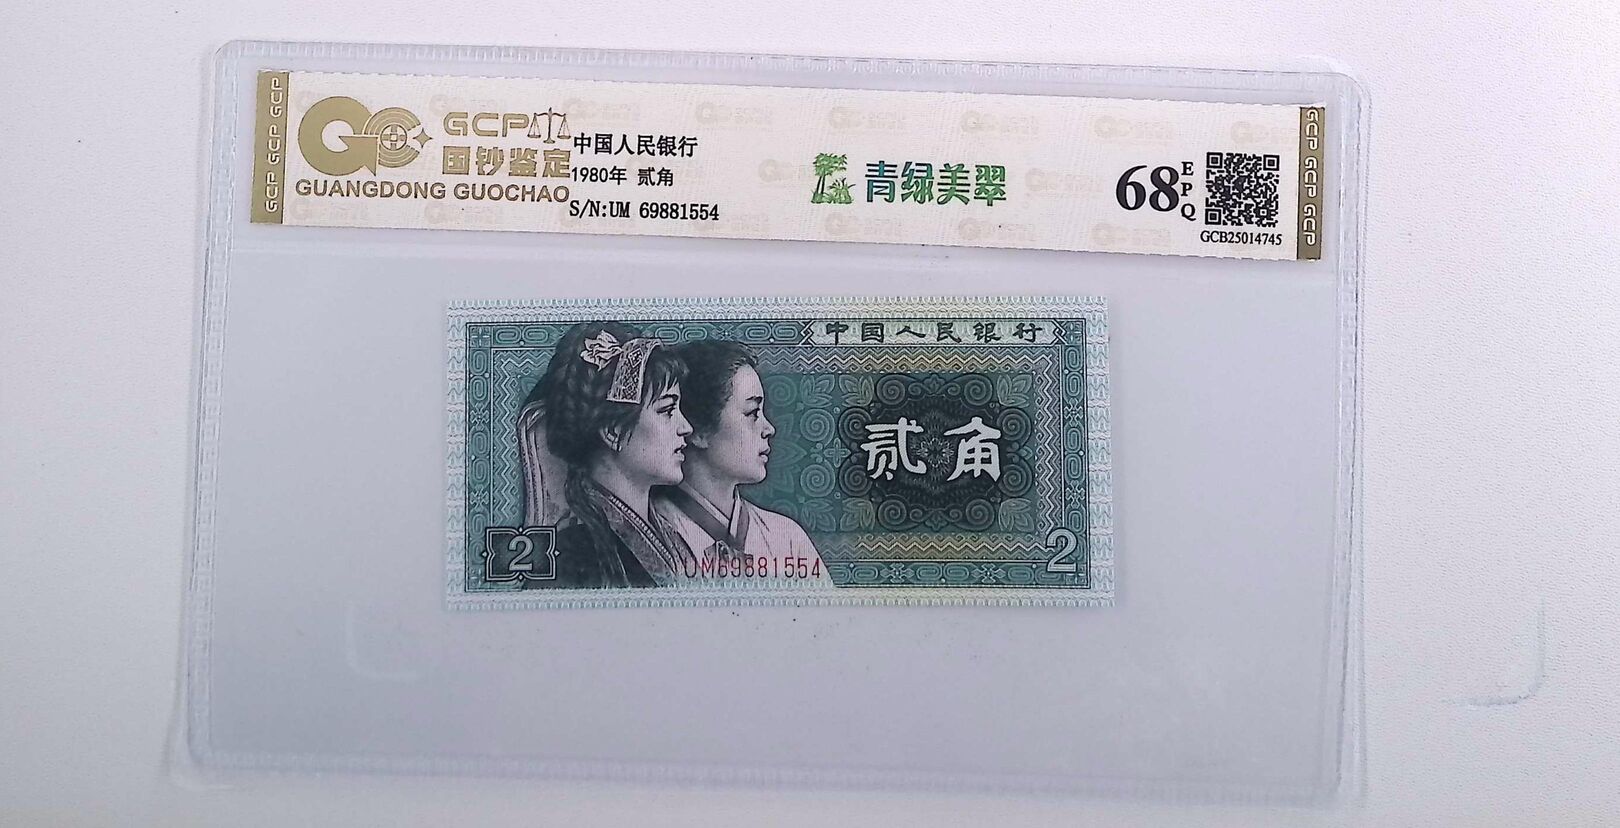 GCP GCP GCP
GCP
国钞鉴定
GUANGDONG GUOCHAO
中国人民银行
1980年 贰角
S/N:UM 69881554
青绿美翠
68
EPQ
GCB25014745
GCP GCP GCP
中国人民银行
贰角
2
UM69881554
2